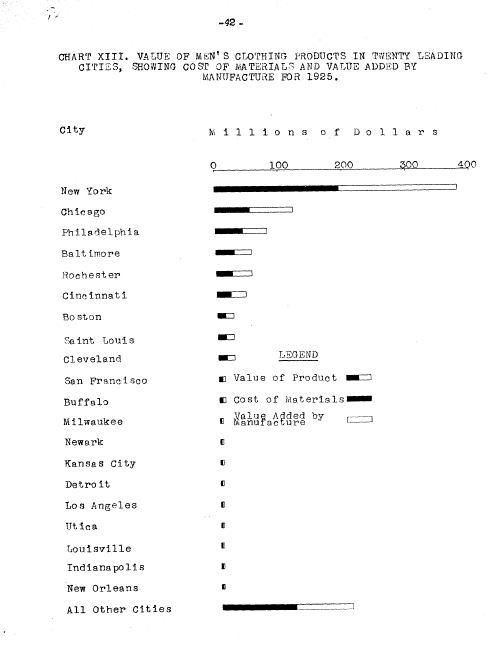 -42-
CHART XIII. VALUE OF MEN'S CLOTHING PRODUCTS IN TWENTY LEADING
CITIES, SHOWING COST OF MATERIALS AND VALUE ADDED BY
MANUFACTURE FOR 1925.
City
Millions of Dollars
0 100 200 300 400
New York
Chicago
Philadelphia
Baltimore
Rochester
Cincinnati
Boston
Saint Louis
Cleveland
LEGEND
San Francisco
Value of Product
Buffalo
Cost of Materials
Milwaukee
Value Added by
Manufacture
Newark
Kansas City
Detroit
Los Angeles
Utica
Louisville
Indianapolis
New Orleans
All Other Cities